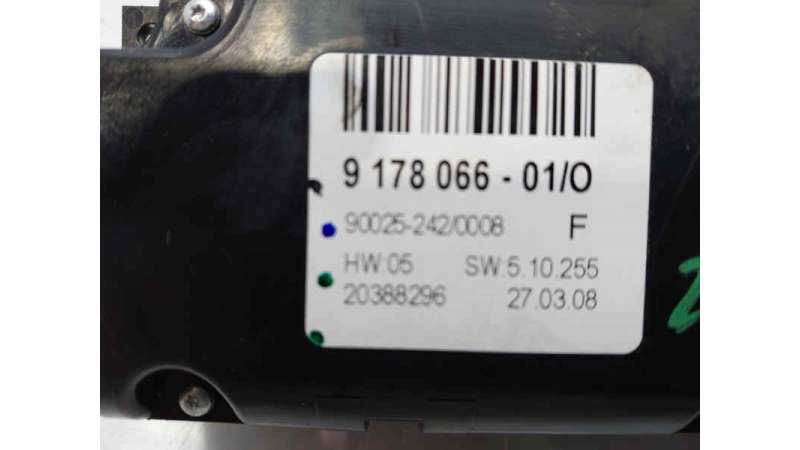 9 178 066 - 01/O
90025-242/0008 F
HW:05 SW:5.10.255
20388296 27.03.08